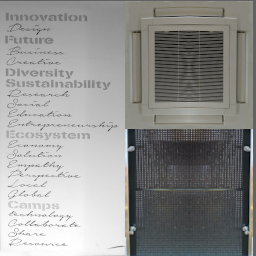 Innovation
Design
Future
Business
Creative
Diversity
Sustainability
Research
Social
Education
Entrepreneurship
Ecosystem
Economy
Solution
Empathy
Perspective
Local
Global
Camps
technology
Collaborate
Share
Resource